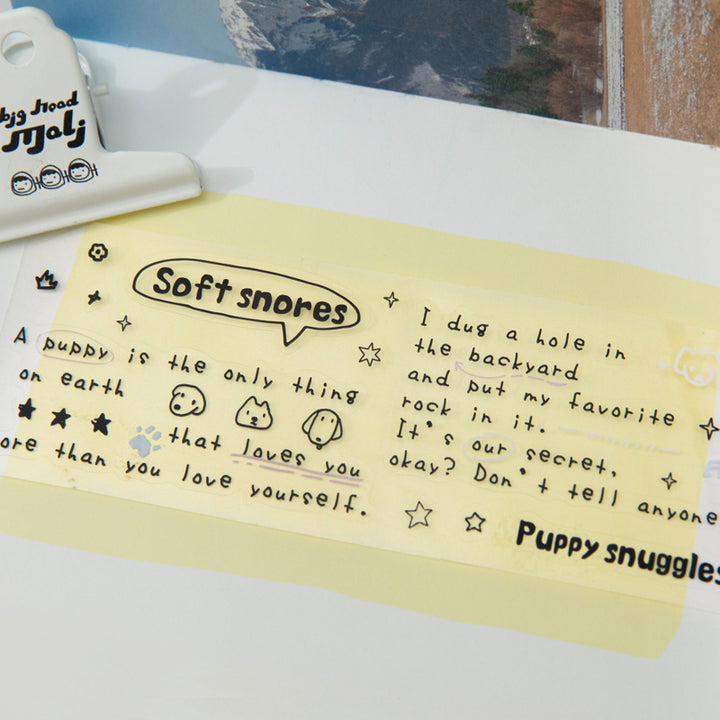 big head
Soft snores
A puppy is the only thing
on earth
that loves you
ore than you love yourself.
I dug a hole in
the backyard
and put my favorite
rock in it.
It's our secret,
okay? Don't tell anyone
Puppy snuggles